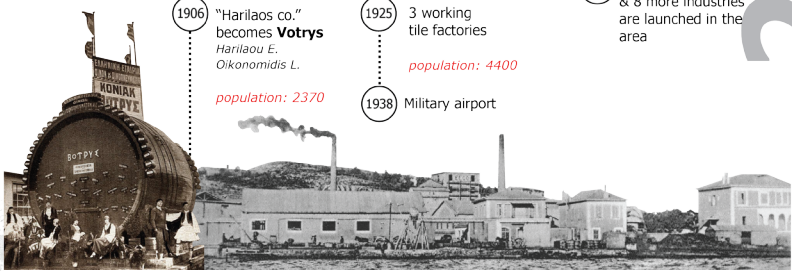 1906
"Harilaos co."
becomes Votrys
Harilaou E.
Oikonomidis L.
population: 2370
1925
3 working
tile factories
population: 4400
1938
Military airport
& 8 more industries
are launched in the
area
ΚΟΝΙΑΚ
ΒΟΤΡΥΣ
ΒΟΤΡΥΣ